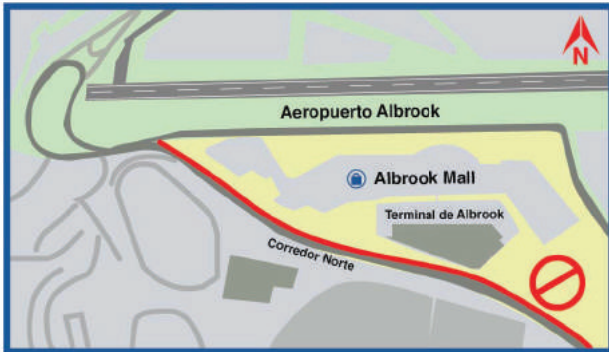 N
Aeropuerto Albrook
Albrook Mall
Terminal de Albrook
Corredor Norte